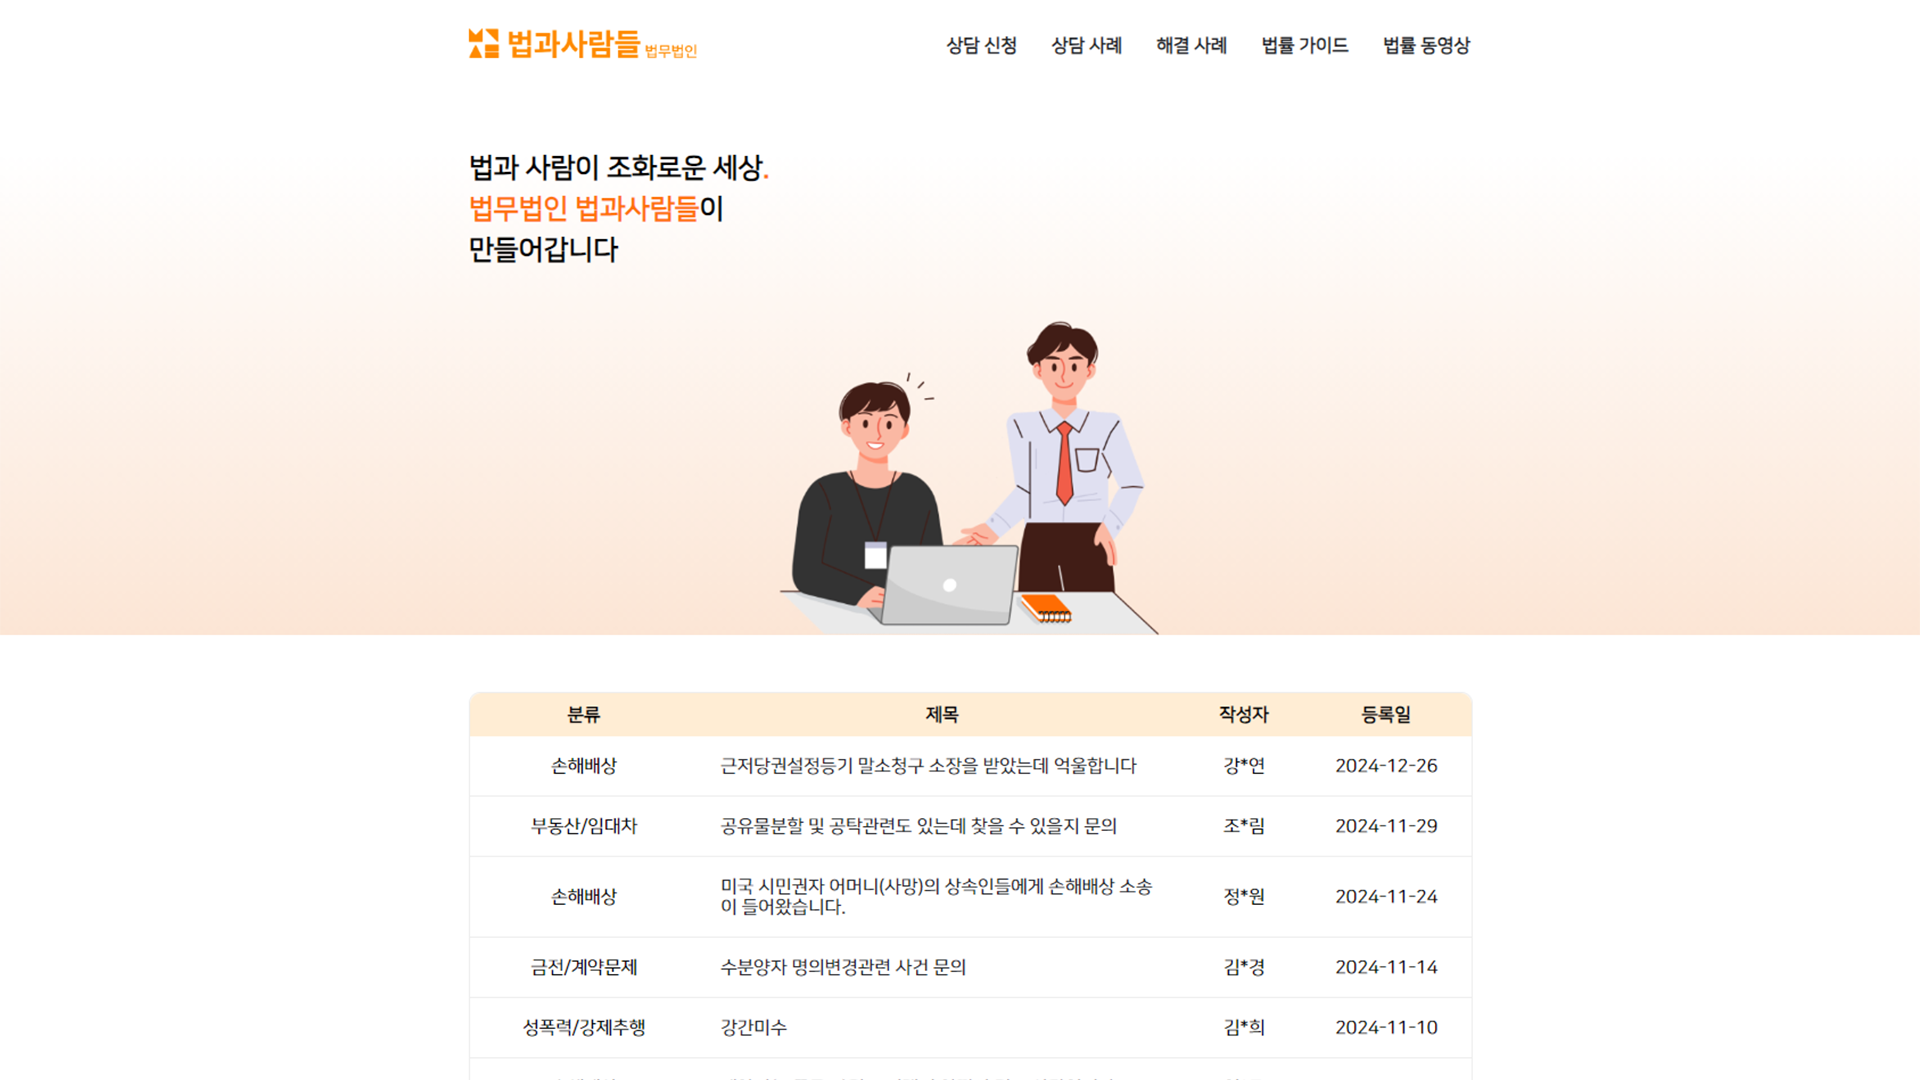 법과사람들 법무법인
상담 신청 상담 사례 해결 사례 법률 가이드 법률 동영상
법과 사람이 조화로운 세상.
법무법인 법과사람들이
만들어갑니다
분류 제목 작성자 등록일
손해배상 근저당권설정등기 말소청구 소장을 받았는데 억울합니다 강*연 2024-12-26
부동산/임대차 공유물분할 및 공탁관련도 있는데 찾을 수 있을지 문의 조*림 2024-11-29
손해배상 미국 시민권자 어머니(사망)의 상속인들에게 손해배상 소송
이 들어왔습니다. 정*원 2024-11-24
금전/계약문제 수분양자 명의변경관련 사건 문의 김*경 2024-11-14
성폭력/강제추행 강간미수 김*희 2024-11-10